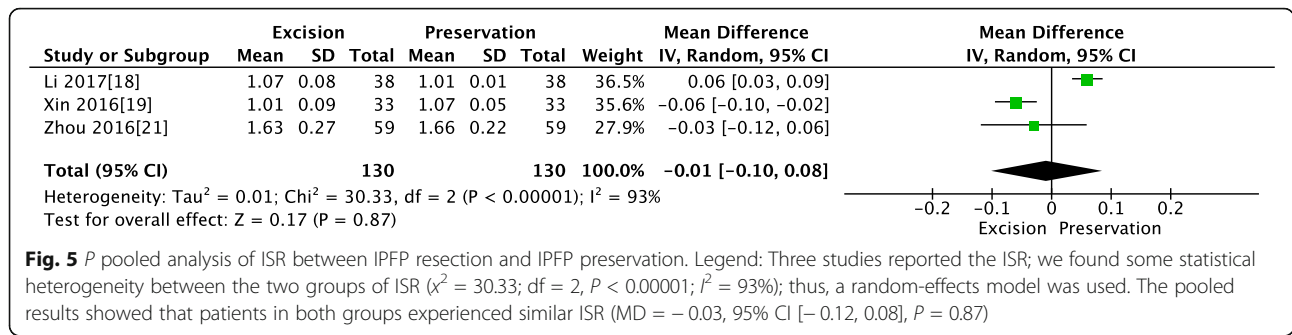 Excision Preservation Mean Difference Mean Difference
Study or Subgroup Mean SD Total Mean SD Total Weight IV, Random, 95% CI IV, Random, 95% CI
Li 2017[18] 1.07 0.08 38 1.01 0.01 38 36.5% 0.06 [0.03, 0.09]
Xin 2016[19] 1.01 0.09 33 1.07 0.05 33 35.6% -0.06 [-0.10, -0.02]
Zhou 2016[21] 1.63 0.27 59 1.66 0.22 59 27.9% -0.03 [-0.12, 0.06]
Total (95% CI) 130 130 100.0% -0.01 [-0.10, 0.08]
Heterogeneity: Tau² = 0.01; Chi² = 30.33, df = 2 (P < 0.00001); I² = 93%
Test for overall effect: Z = 0.17 (P = 0.87)
-0.2 -0.1 0 0.1 0.2
Excision Preservation
Fig. 5 P pooled analysis of ISR between IPFP resection and IPFP preservation. Legend: Three studies reported the ISR; we found some statistical
heterogeneity between the two groups of ISR (x² = 30.33; df = 2, P < 0.00001; I² = 93%); thus, a random-effects model was used. The pooled
results showed that patients in both groups experienced similar ISR (MD = − 0.03, 95% CI [− 0.12, 0.08], P = 0.87)